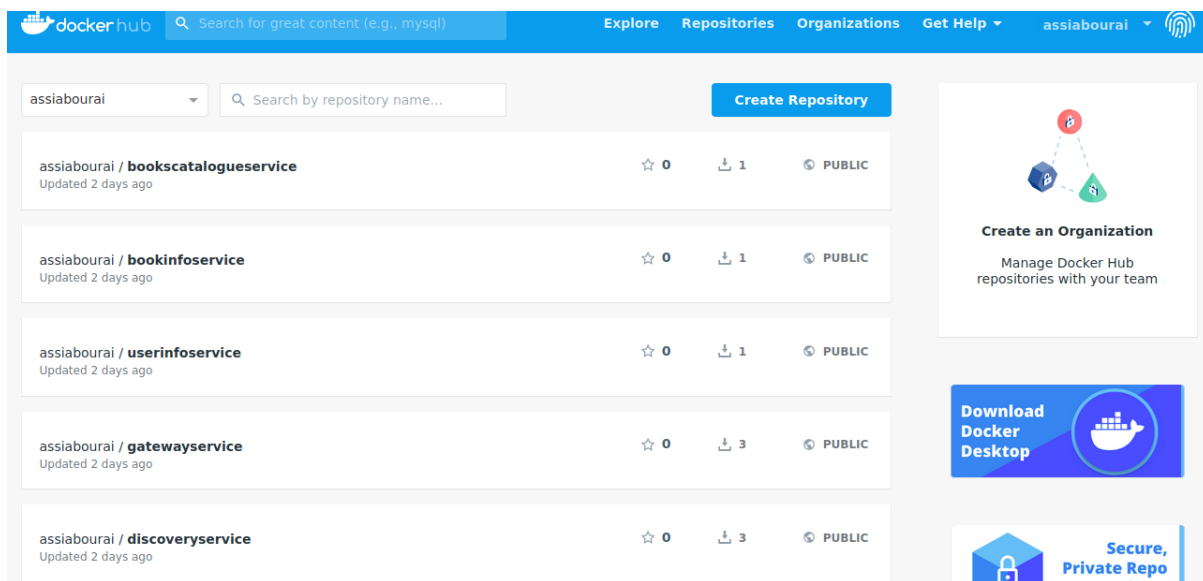 dockerhub Search for great content (e.g., mysql) Explore Repositories Organizations Get Help assiabourai
assiabourai Search by repository name... Create Repository
assiabourai / bookscatalogueservice 0 1 PUBLIC
Updated 2 days ago
assiabourai / bookinfoservice 0 1 PUBLIC
Updated 2 days ago
assiabourai / userinfoservice 0 1 PUBLIC
Updated 2 days ago
assiabourai / gatewayservice 0 3 PUBLIC
Updated 2 days ago
assiabourai / discoveryservice 0 3 PUBLIC
Updated 2 days ago
Create an Organization
Manage Docker Hub
repositories with your team
Download
Docker
Desktop
Secure,
Private Repo